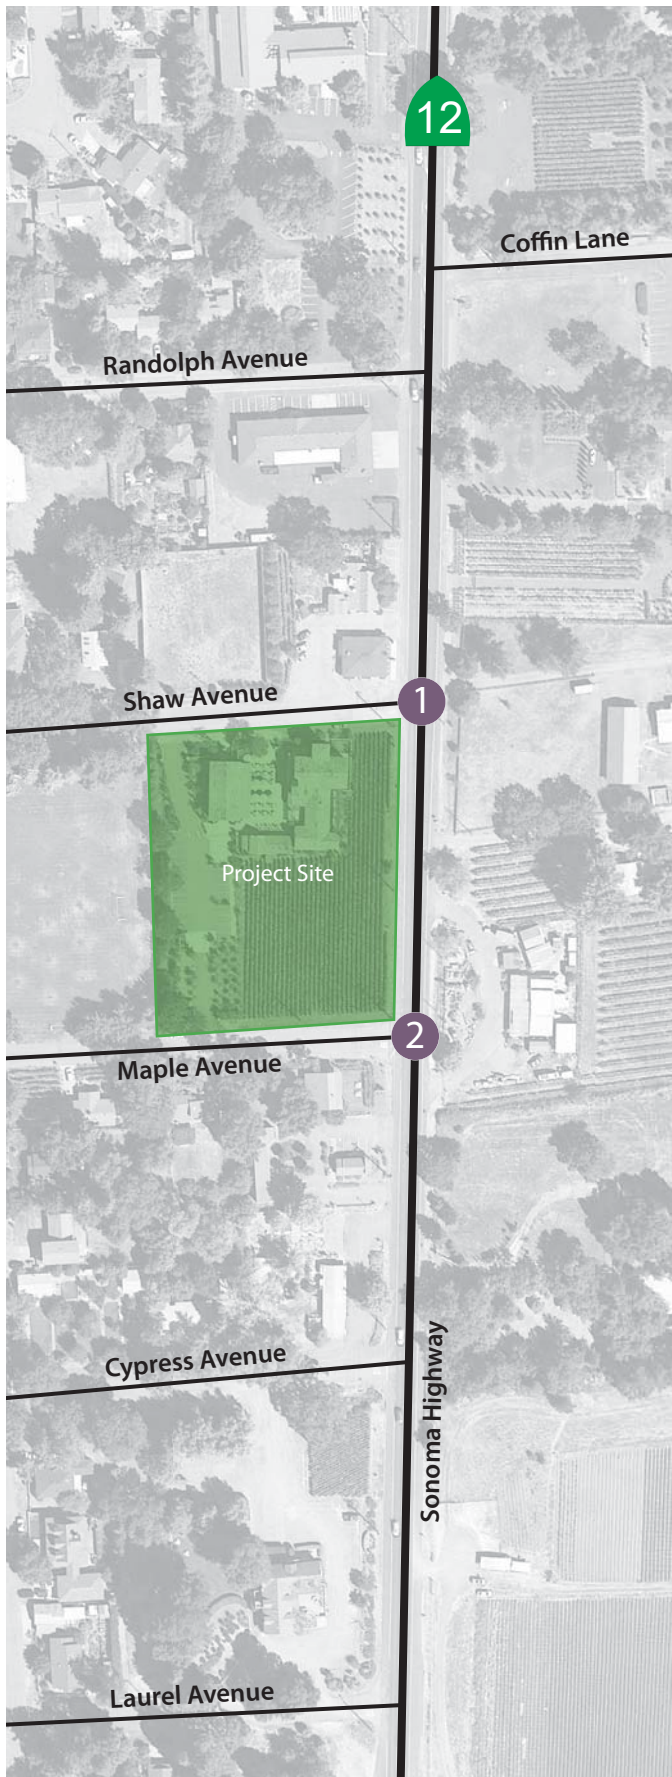 12
Coffin Lane
Randolph Avenue
Shaw Avenue
1
Project Site
2
Maple Avenue
Cypress Avenue
Sonoma Highway
Laurel Avenue